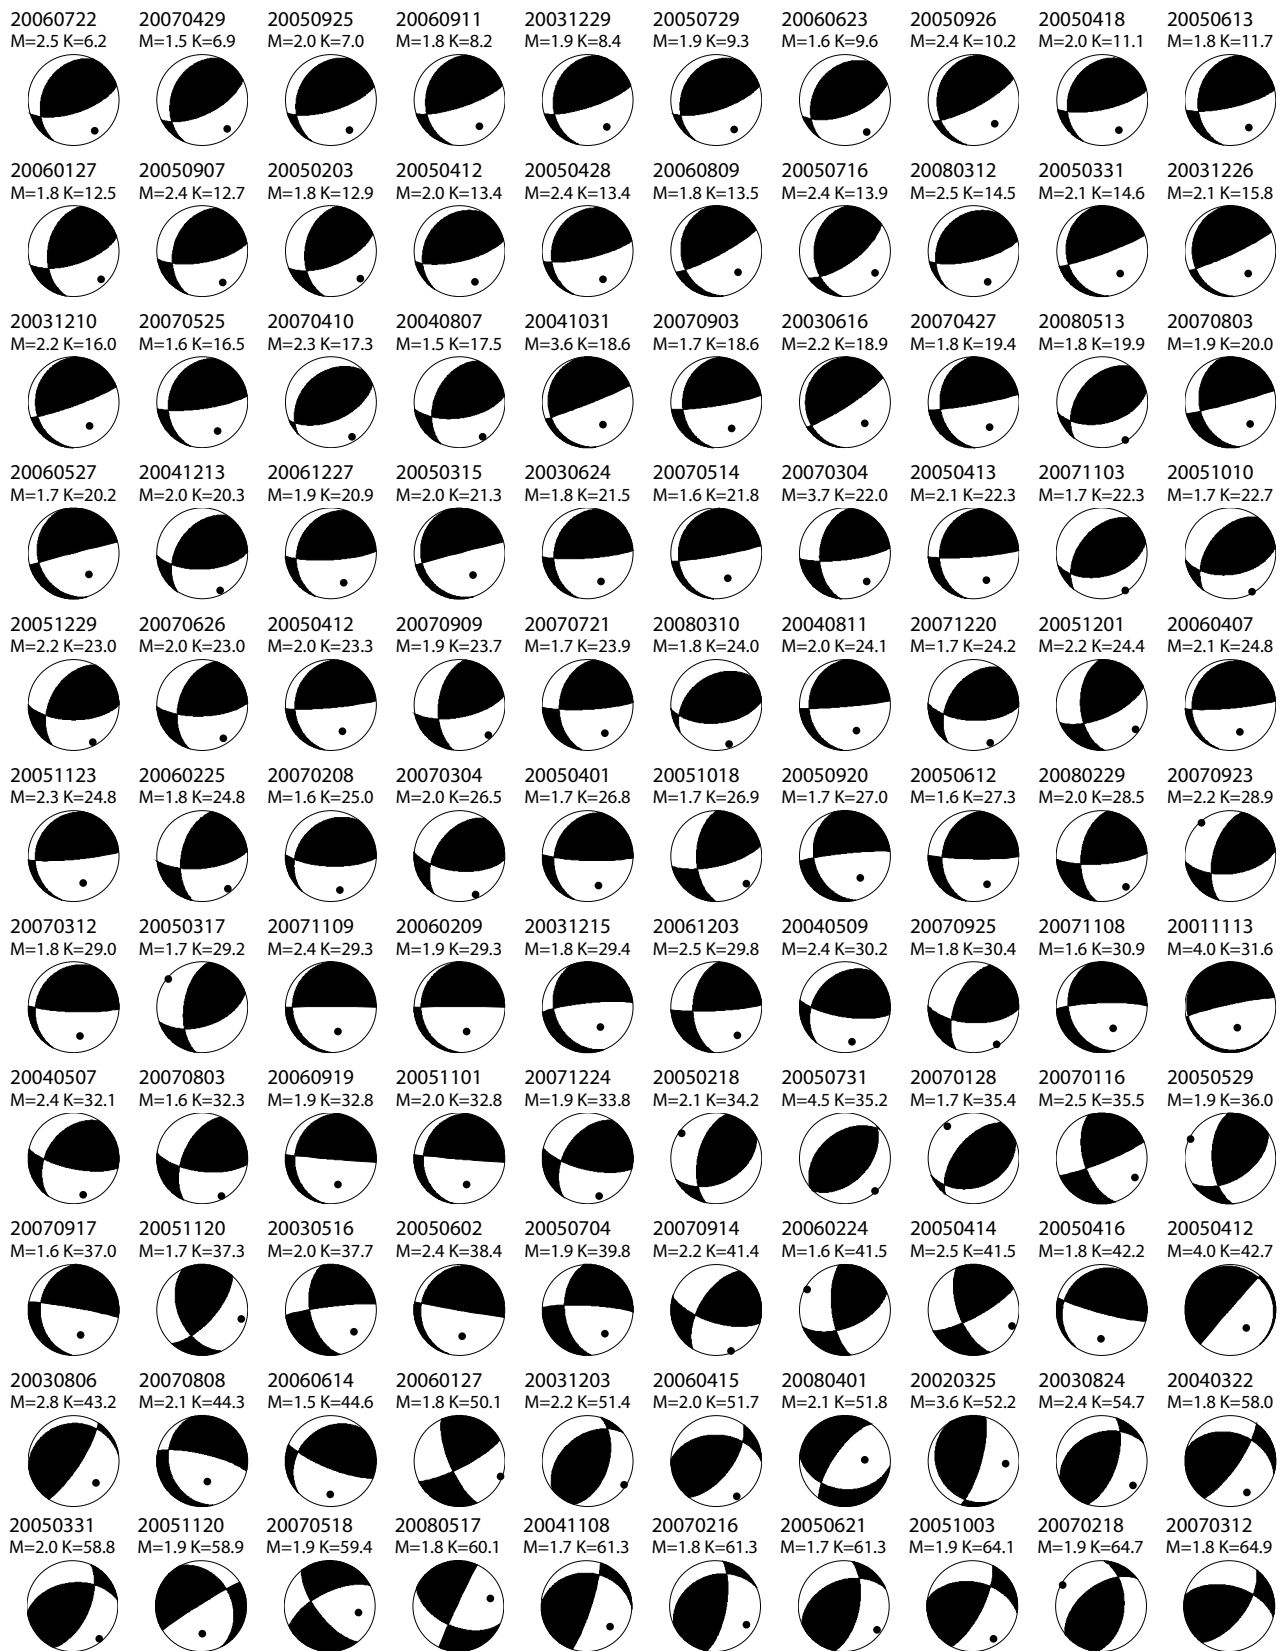 20060722 20070429 20050925 20060911 20031229 20050729 20060623 20050926 20050418 20050613
M=2.5 K=6.2 M=1.5 K=6.9 M=2.0 K=7.0 M=1.8 K=8.2 M=1.9 K=8.4 M=1.9 K=9.3 M=1.6 K=9.6 M=2.4 K=10.2 M=2.0 K=11.1 M=1.8 K=11.7
20060127 20050907 20050203 20050412 20050428 20060809 20050716 20080312 20050331 20031226
M=1.8 K=12.5 M=2.4 K=12.7 M=1.8 K=12.9 M=2.0 K=13.4 M=2.4 K=13.4 M=1.8 K=13.5 M=2.4 K=13.9 M=2.5 K=14.5 M=2.1 K=14.6 M=2.1 K=15.8
20031210 20070525 20070410 20040807 20041031 20070903 20030616 20070427 20080513 20070803
M=2.2 K=16.0 M=1.6 K=16.5 M=2.3 K=17.3 M=1.5 K=17.5 M=3.6 K=18.6 M=1.7 K=18.6 M=2.2 K=18.9 M=1.8 K=19.4 M=1.8 K=19.9 M=1.9 K=20.0
20060527 20041213 20061227 20050315 20030624 20070514 20070304 20050413 20071103 20051010
M=1.7 K=20.2 M=2.0 K=20.3 M=1.9 K=20.9 M=2.0 K=21.3 M=1.8 K=21.5 M=1.6 K=21.8 M=3.7 K=22.0 M=2.1 K=22.3 M=1.7 K=22.3 M=1.7 K=22.7
20051229 20070626 20050412 20070909 20070721 20080310 20040811 20071220 20051201 20060407
M=2.2 K=23.0 M=2.0 K=23.0 M=2.0 K=23.3 M=1.9 K=23.7 M=1.7 K=23.9 M=1.8 K=24.0 M=2.0 K=24.1 M=1.7 K=24.2 M=2.2 K=24.4 M=2.1 K=24.8
20051123 20060225 20070208 20070304 20050401 20051018 20050920 20050612 20080229 20070923
M=2.3 K=24.8 M=1.8 K=24.8 M=1.6 K=25.0 M=2.0 K=26.5 M=1.7 K=26.8 M=1.7 K=26.9 M=1.7 K=27.0 M=1.6 K=27.3 M=2.0 K=28.5 M=2.2 K=28.9
20070312 20050317 20071109 20060209 20031215 20061203 20040509 20070925 20071108 20011113
M=1.8 K=29.0 M=1.7 K=29.2 M=2.4 K=29.3 M=1.9 K=29.3 M=1.8 K=29.4 M=2.5 K=29.8 M=2.4 K=30.2 M=1.8 K=30.4 M=1.6 K=30.9 M=4.0 K=31.6
20040507 20070803 20060919 20051101 20071224 20050218 20050731 20070128 20070116 20050529
M=2.4 K=32.1 M=1.6 K=32.3 M=1.9 K=32.8 M=2.0 K=32.8 M=1.9 K=33.8 M=2.1 K=34.2 M=4.5 K=35.2 M=1.7 K=35.4 M=2.5 K=35.5 M=1.9 K=36.0
20070917 20051120 20030516 20050602 20050704 20070914 20060224 20050414 20050416 20050412
M=1.6 K=37.0 M=1.7 K=37.3 M=2.0 K=37.7 M=2.4 K=38.4 M=1.9 K=39.8 M=2.2 K=41.4 M=1.6 K=41.5 M=2.5 K=41.5 M=1.8 K=42.2 M=4.0 K=42.7
20030806 20070808 20060614 20060127 20031203 20060415 20080401 20020325 20030824 20040322
M=2.8 K=43.2 M=2.1 K=44.3 M=1.5 K=44.6 M=1.8 K=50.1 M=2.2 K=51.4 M=2.0 K=51.7 M=2.1 K=51.8 M=3.6 K=52.2 M=2.4 K=54.7 M=1.8 K=58.0
20050331 20051120 20070518 20080517 20041108 20070216 20050621 20051003 20070218 20070312
M=2.0 K=58.8 M=1.9 K=58.9 M=1.9 K=59.4 M=1.8 K=60.1 M=1.7 K=61.3 M=1.8 K=61.3 M=1.7 K=61.3 M=1.9 K=64.1 M=1.9 K=64.7 M=1.8 K=64.9